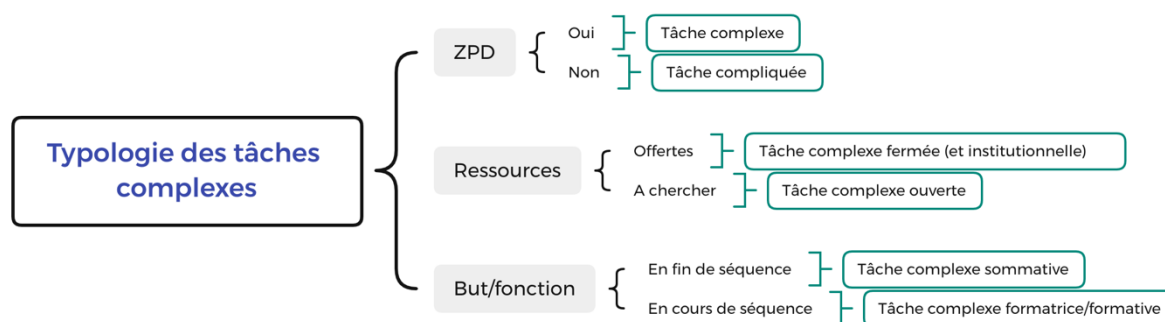 Typologie des tâches
complexes
ZPD
Oui
Tâche complexe
Non
Tâche compliquée
Ressources
Offertes
Tâche complexe fermée (et institutionnelle)
A chercher
Tâche complexe ouverte
But/fonction
En fin de séquence
Tâche complexe sommative
En cours de séquence
Tâche complexe formatrice/formative